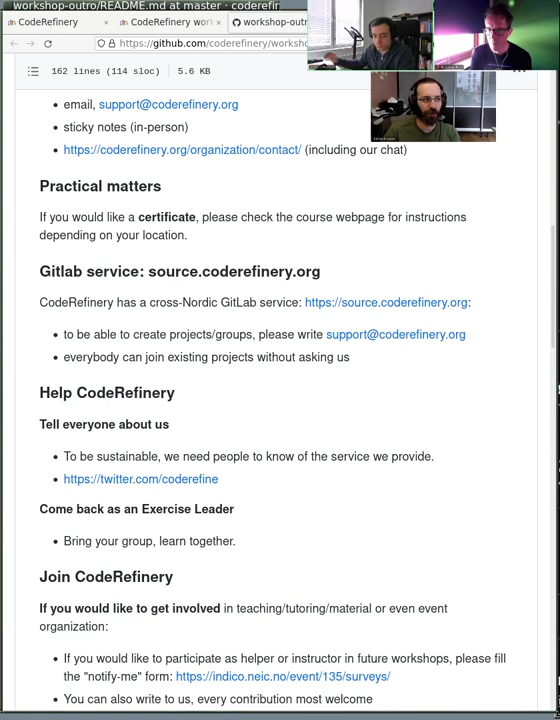 workshop-outro/README.md at master · coderefin
CodeRefinery
CodeRefinery work
workshop-outro
https://github.com/coderefinery/worksho
162 lines (114 sloc) 5.6 KB
email, support@coderefinery.org
sticky notes (in-person)
https://coderefinery.org/organization/contact/ (including our chat)
Practical matters
If you would like a certificate, please check the course webpage for instructions
depending on your location.
Gitlab service: source.coderefinery.org
CodeRefinery has a cross-Nordic GitLab service: https://source.coderefinery.org:
to be able to create projects/groups, please write support@coderefinery.org
everybody can join existing projects without asking us
Help CodeRefinery
Tell everyone about us
To be sustainable, we need people to know of the service we provide.
https://twitter.com/coderefine
Come back as an Exercise Leader
Bring your group, learn together.
Join CodeRefinery
If you would like to get involved in teaching/tutoring/material or even event
organization:
If you would like to participate as helper or instructor in future workshops, please fill
the "notify-me" form: https://indico.neic.no/event/135/surveys/
You can also write to us, every contribution most welcome